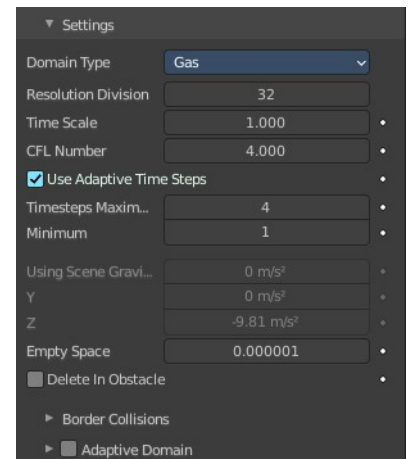 Settings
Domain Type Gas
Resolution Division 32
Time Scale 1.000
CFL Number 4.000
Use Adaptive Time Steps
Timesteps Maxim... 4
Minimum 1
Using Scene Gravi... 0 m/s²
Y 0 m/s²
Z -9.81 m/s²
Empty Space 0.000001
Delete In Obstacle
Border Collisions
Adaptive Domain